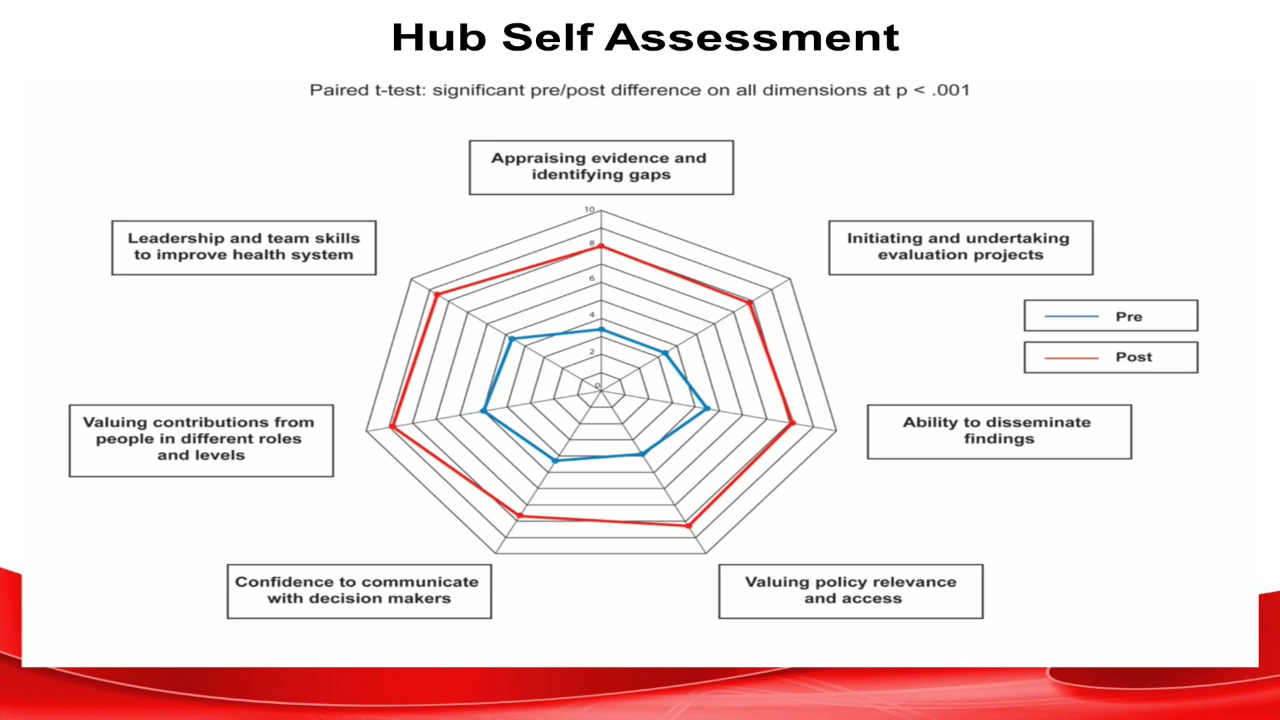 Hub Self Assessment
Paired t-test: significant pre/post difference on all dimensions at p < .001
Appraising evidence and
identifying gaps
Leadership and team skills
to improve health system
Initiating and undertaking
evaluation projects
10
8
6
4
2
0
Pre
Post
Valuing contributions from
people in different roles
and levels
Ability to disseminate
findings
Confidence to communicate
with decision makers
Valuing policy relevance
and access